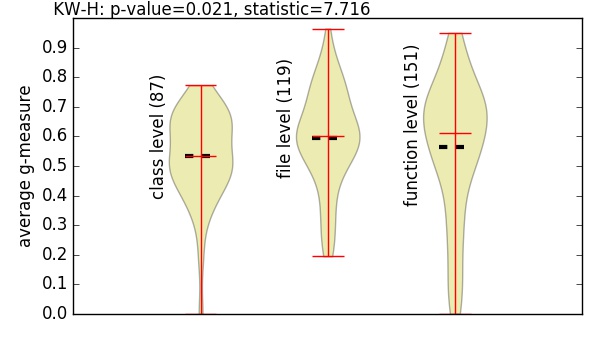 KW-H: p-value=0.021, statistic=7.716
average g-measure
0.9
0.8
0.7
0.6
0.5
0.4
0.3
0.2
0.1
0.0
class level (87)
file level (119)
function level (151)